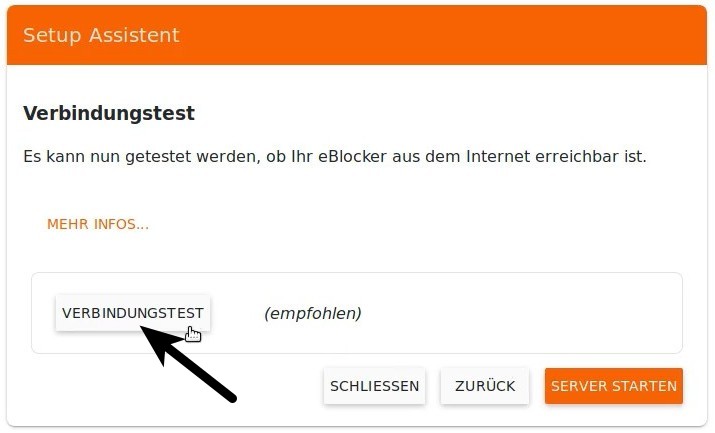 Setup Assistent
Verbindungstest
Es kann nun getestet werden, ob Ihr eBlocker aus dem Internet erreichbar ist.
MEHR INFOS...
VERBINDUNGSTEST (empfohlen)
SCHLIESSEN ZURÜCK SERVER STARTEN